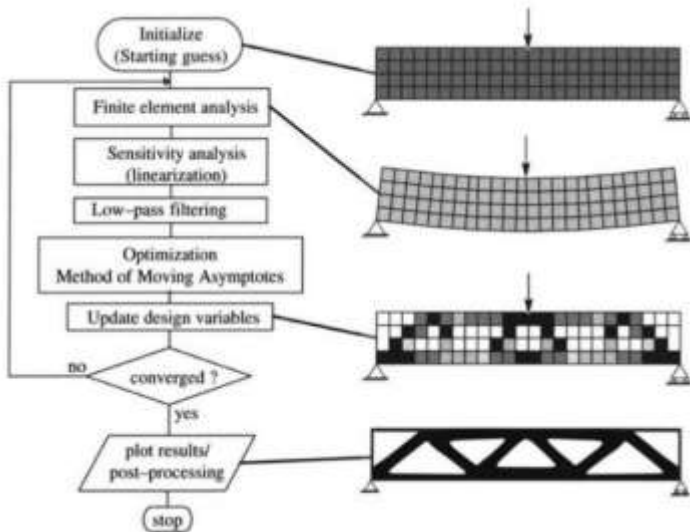 Initialize
(Starting guess)
Finite element analysis
Sensitivity analysis
(linearization)
Low–pass filtering
Optimization
Method of Moving Asymptotes
Update design variables
no
converged ?
yes
plot results/
post–processing
stop